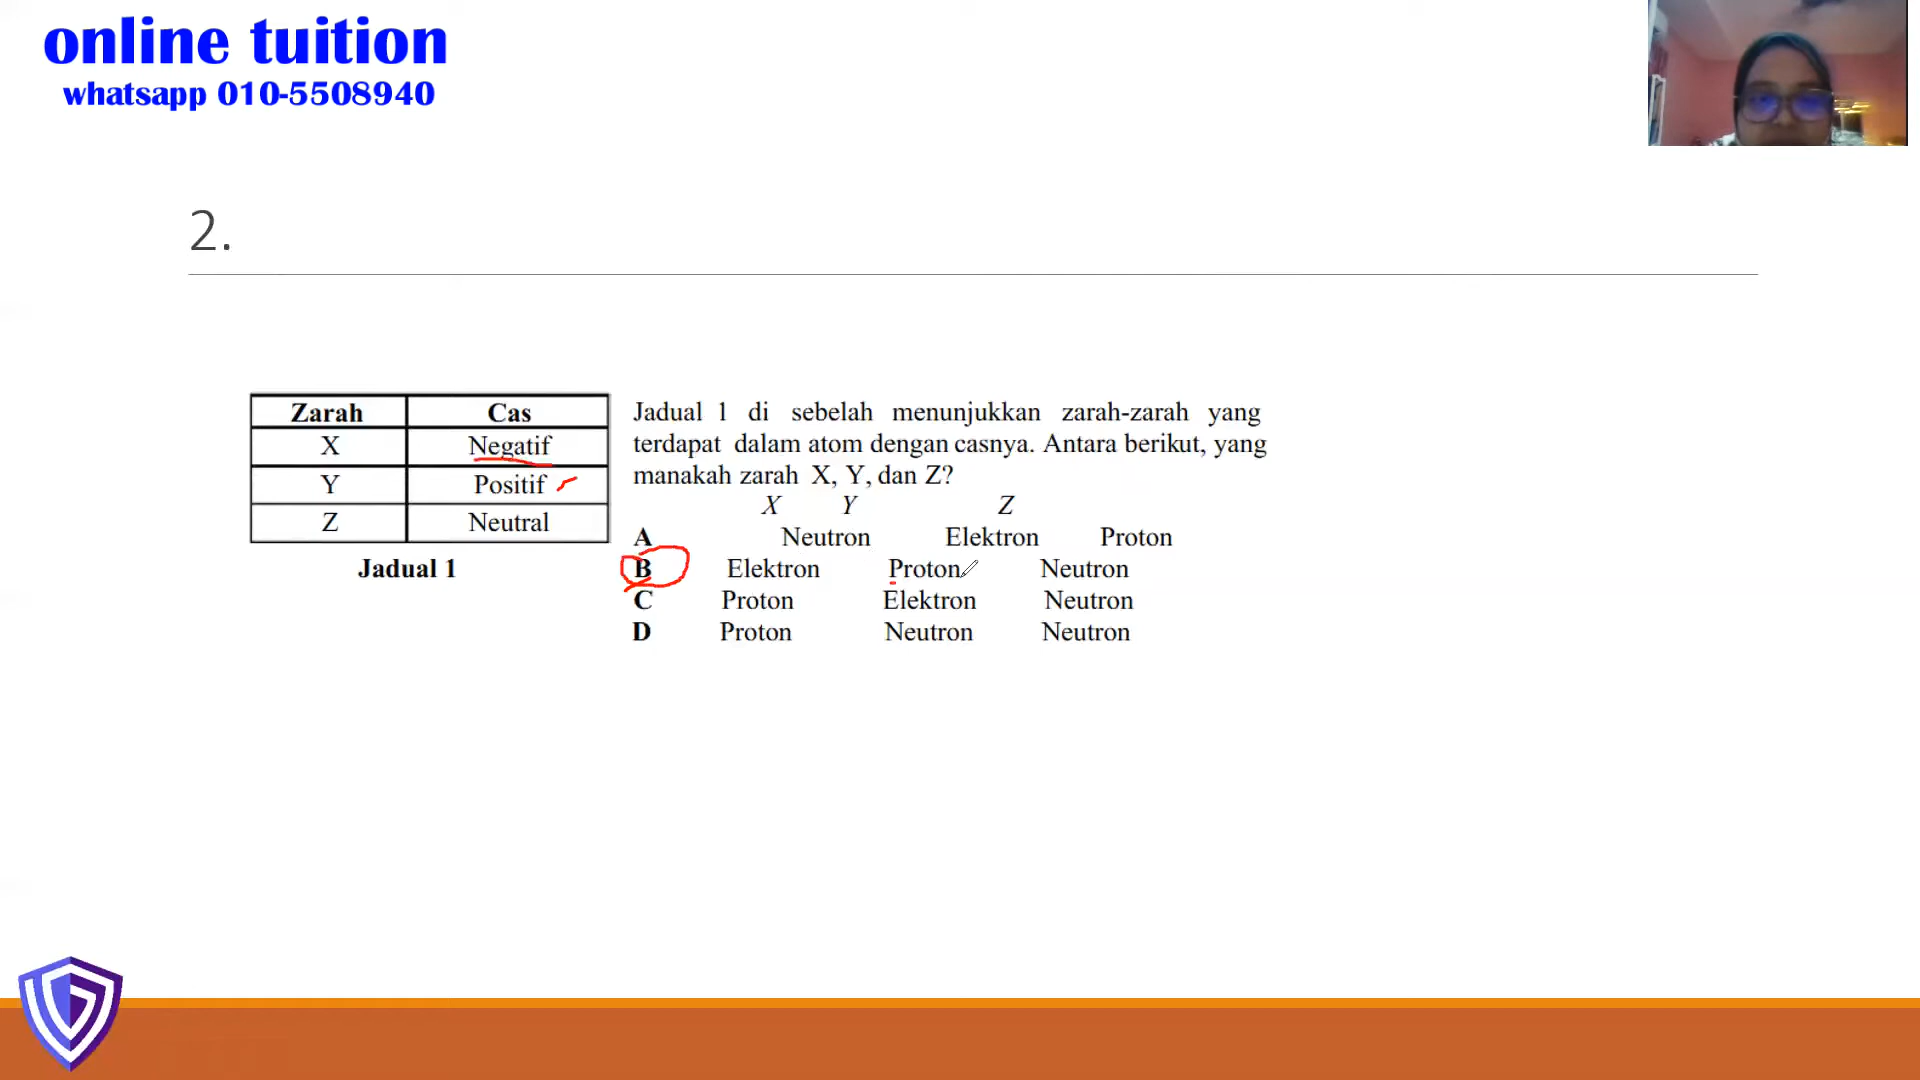 online tuition
whatsapp 010-5508940
2.
Zarah Cas
X Negatif
Y Positif
Z Neutral
Jadual 1
Jadual 1 di sebelah menunjukkan zarah-zarah yang
terdapat dalam atom dengan casnya. Antara berikut, yang
manakah zarah X, Y, dan Z?
X Y Z
A Neutron Elektron Proton
B Elektron Proton Neutron
C Proton Elektron Neutron
D Proton Neutron Neutron